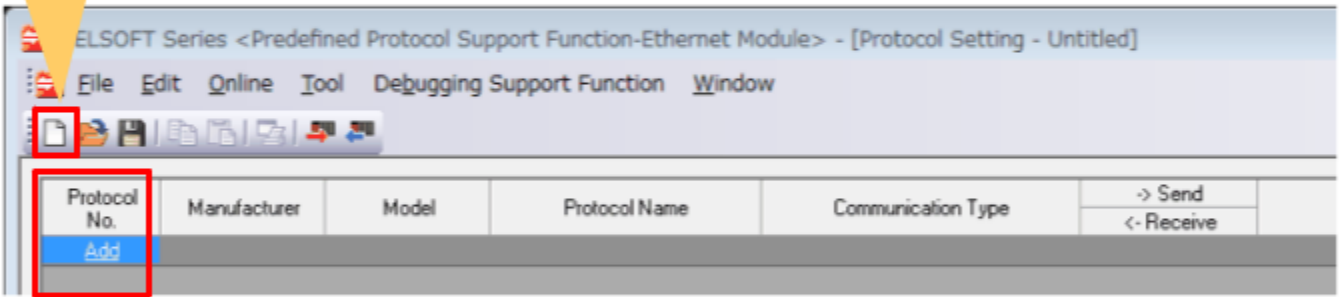 ELSOFT Series <Predefined Protocol Support Function-Ethernet Module> - [Protocol Setting - Untitled]
File Edit Online Tool Debugging Support Function Window
Protocol No. Manufacturer Model Protocol Name Communication Type -> Send
<- Receive
Add